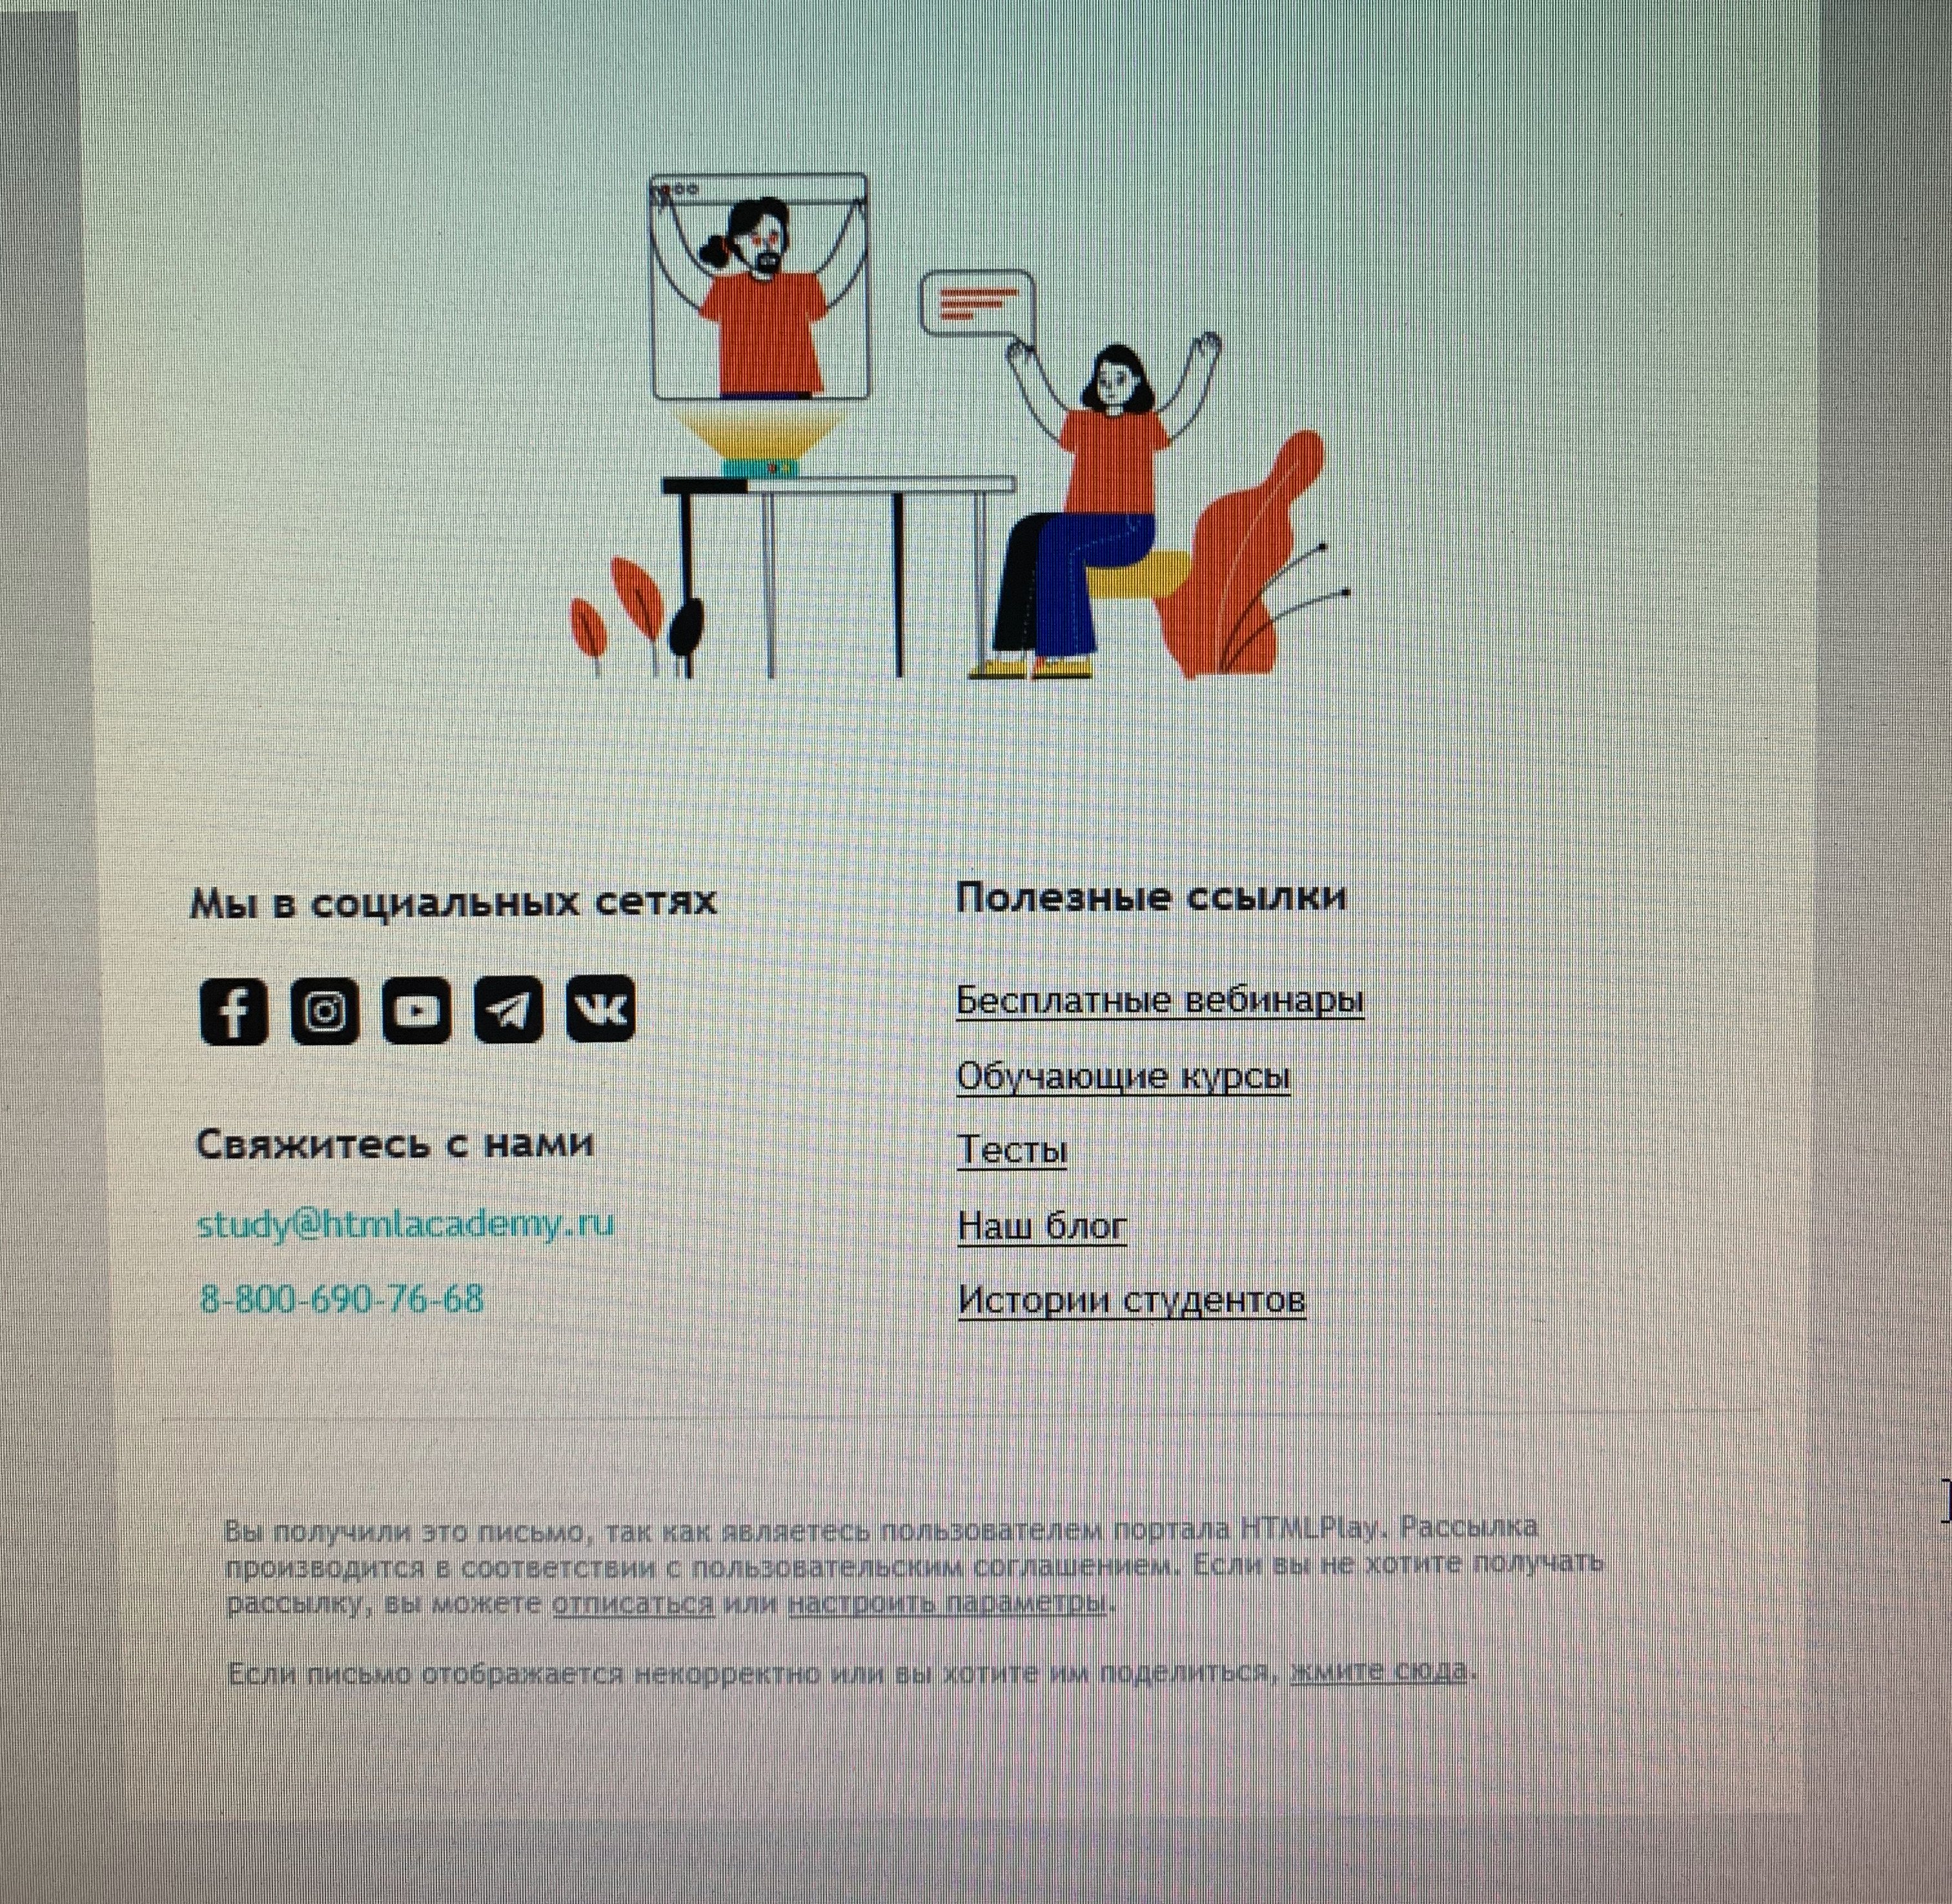 Мы в социальных сетях
Свяжитесь с нами
study@htmlacademy.ru
8-800-690-76-68
Полезные ссылки
Бесплатные вебинары
Обучающие курсы
Тесты
Наш блог
Истории студентов
Вы получили это письмо, так как являетесь пользователем портала HTMLPlay. Рассылка
производится в соответствии с пользовательским соглашением. Если вы не хотите получать
рассылку, вы можете отписаться или настроить параметры.
Если письмо отображается некорректно или вы хотите им поделиться, жмите сюда.